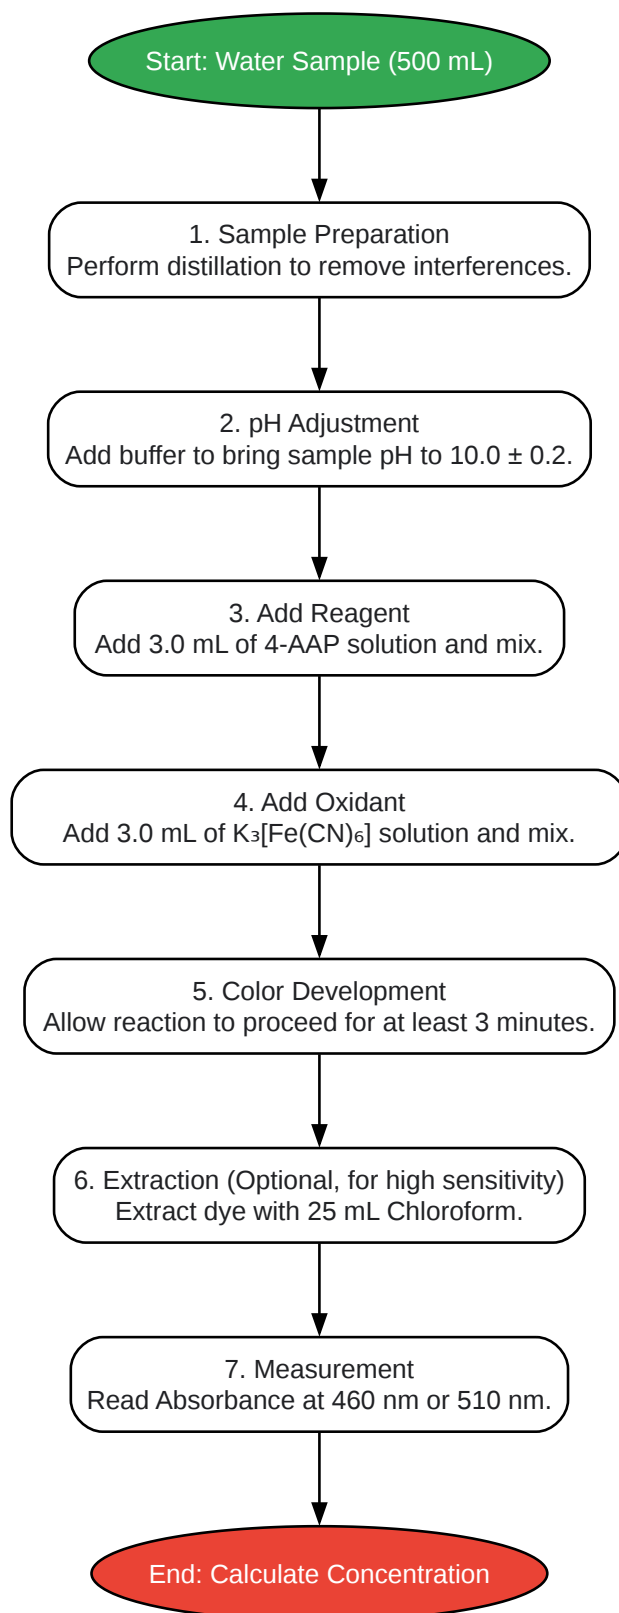 Start: Water Sample (500 mL)
1. Sample Preparation
Perform distillation to remove interferences.
2. pH Adjustment
Add buffer to bring sample pH to 10.0 ± 0.2.
3. Add Reagent
Add 3.0 mL of 4-AAP solution and mix.
4. Add Oxidant
Add 3.0 mL of K₃[Fe(CN)₆] solution and mix.
5. Color Development
Allow reaction to proceed for at least 3 minutes.
6. Extraction (Optional, for high sensitivity)
Extract dye with 25 mL Chloroform.
7. Measurement
Read Absorbance at 460 nm or 510 nm.
End: Calculate Concentration